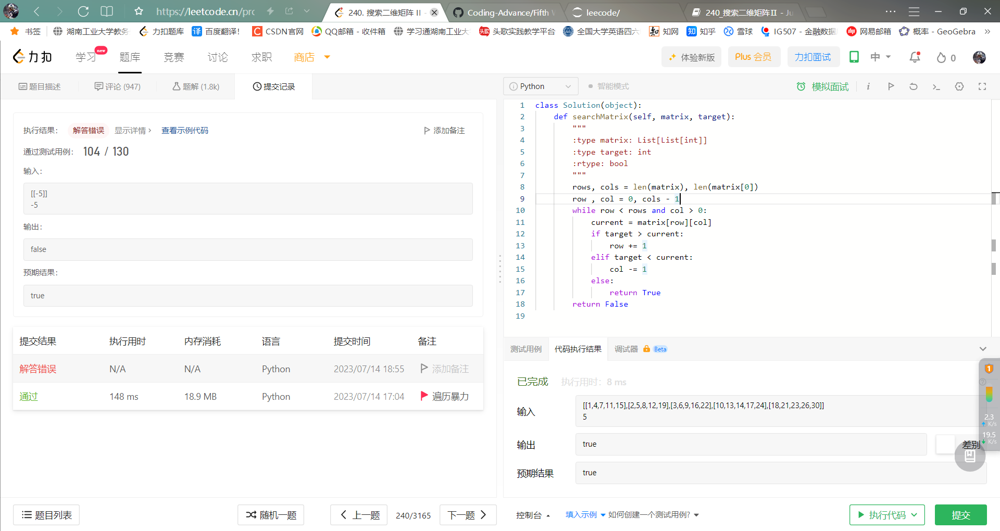 https://leetcode.cn/prc
240. 搜索二维矩阵 II -
Coding-Advance/Fifth
leecode/
240_搜索二维矩阵II - Ju
书签
湖南工业大学教务
力扣题库
百度翻译!
CSDN官网
QQ邮箱 - 收件箱
学习通湖南工业大
头歌实践教学平台
全国大学英语四六
知网
知乎
雪球
IG507 - 金融数据
网易邮箱
概率 - GeoGebra
力扣
学习
new
题库
竞赛
讨论
求职
商店
体验新版
Plus 会员
力扣面试
中
0
题目描述
评论 (947)
题解 (1.8k)
提交记录
Python
智能模式
模拟面试
执行结果:
解答错误
显示详情 >
查看示例代码
添加备注
通过测试用例: 104 / 130
输入:
[[-5]]
-5
输出:
false
预期结果:
true
提交结果 执行用时 内存消耗 语言 提交时间 备注
解答错误 N/A N/A Python 2023/07/14 18:55 添加备注
通过 148 ms 18.9 MB Python 2023/07/14 17:04 遍历暴力
1 class Solution(object):
2 def searchMatrix(self, matrix, target):
3 """
4 :type matrix: List[List[int]]
5 :type target: int
6 :rtype: bool
7 """
8 rows, cols = len(matrix), len(matrix[0])
9 row , col = 0, cols - 1
10 while row < rows and col > 0:
11 current = matrix[row][col]
12 if target > current:
13 row += 1
14 elif target < current:
15 col -= 1
16 else:
17 return True
18 return False
19
测试用例
代码执行结果
调试器
Beta
已完成
执行用时: 8 ms
输入
[[1,4,7,11,15],[2,5,8,12,19],[3,6,9,16,22],[10,13,14,17,24],[18,21,23,26,30]]
5
输出
true
差别
预期结果
true
1
2.3
K/s
19.5
K/s
题目列表
随机一题
上一题
240/3165
下一题
控制台
填入示例
如何创建一个测试用例?
执行代码
提交